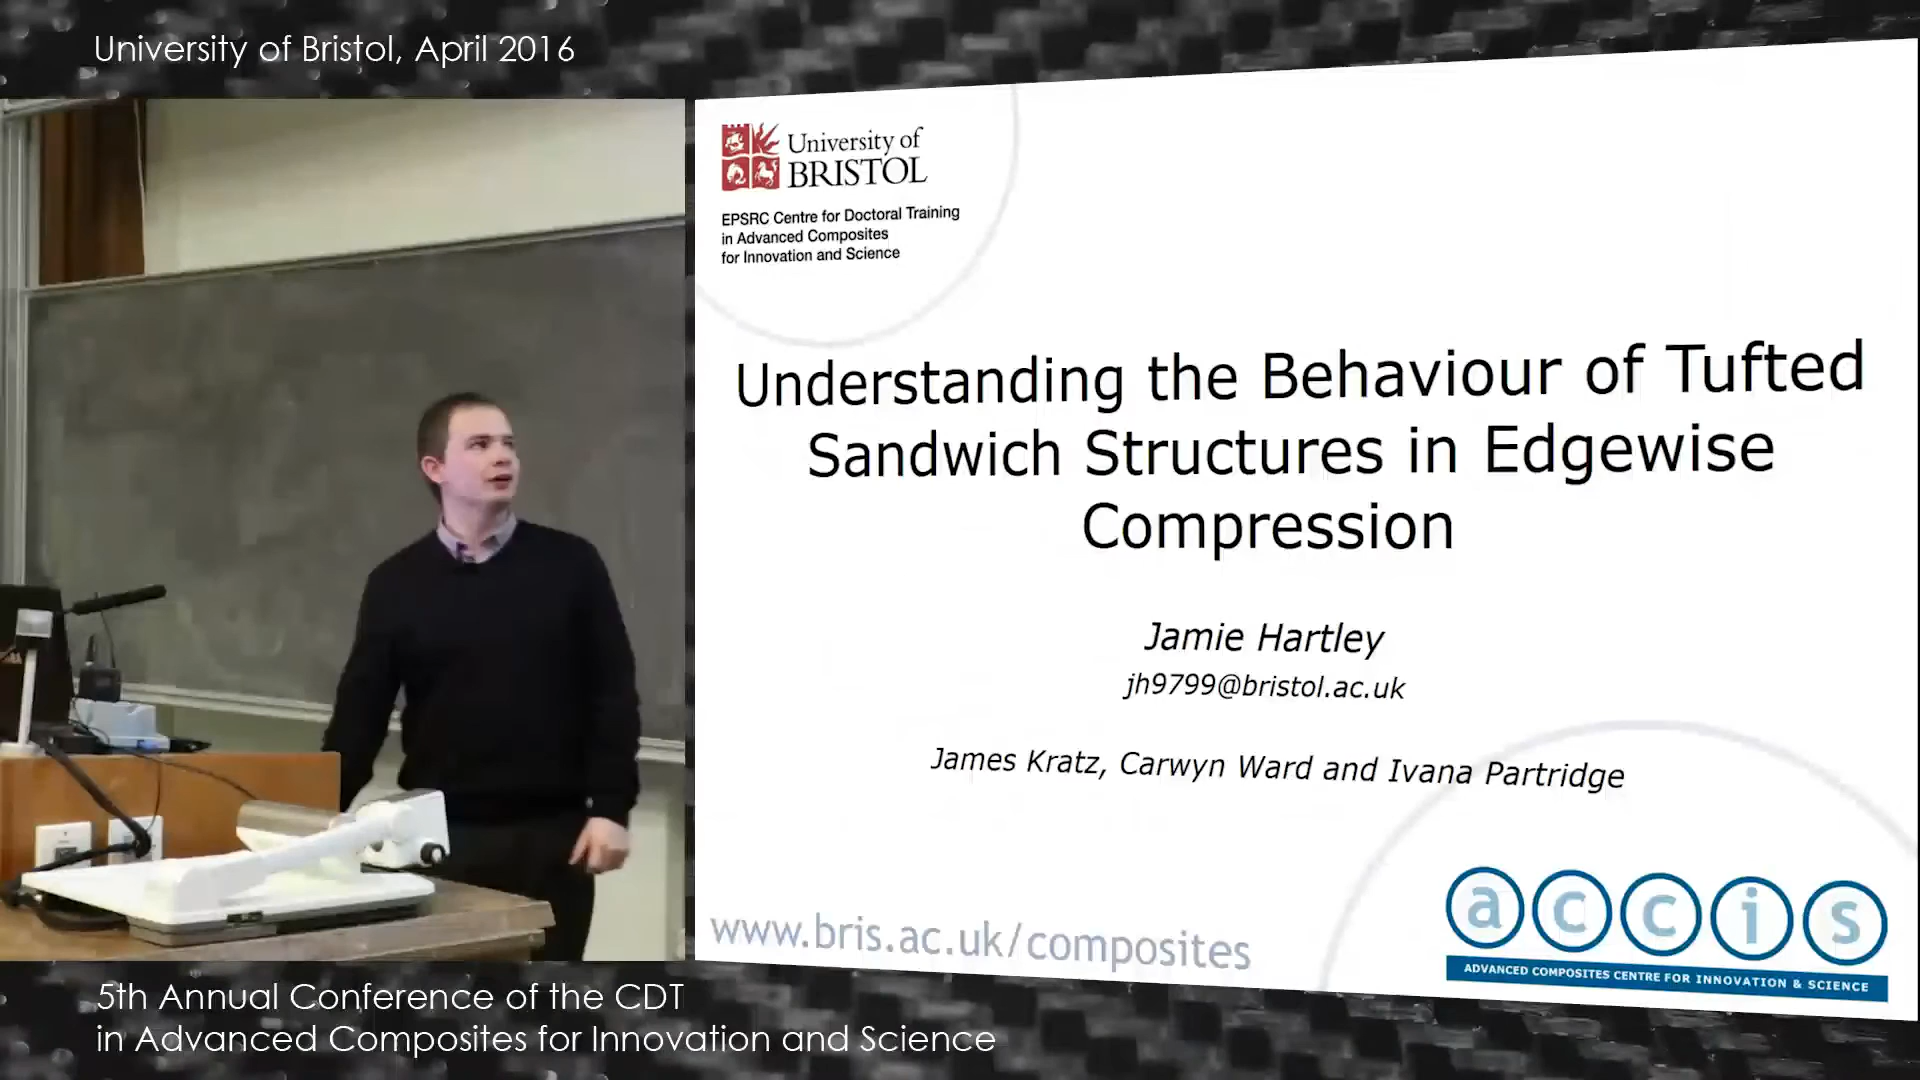 University of Bristol, April 2016
University of
BRISTOL
EPSRC Centre for Doctoral Training
in Advanced Composites
for Innovation and Science
Understanding the Behaviour of Tufted
Sandwich Structures in Edgewise
Compression
Jamie Hartley
jh9799@bristol.ac.uk
James Kratz, Carwyn Ward and Ivana Partridge
www.bris.ac.uk/composites
accis
ADVANCED COMPOSITES CENTRE FOR INNOVATION & SCIENCE
5th Annual Conference of the CDT
in Advanced Composites for Innovation and Science